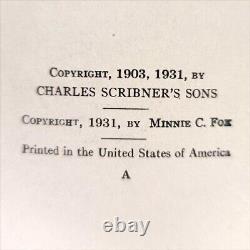 COPYRIGHT, 1903, 1931, BY
CHARLES SCRIBNER'S SONS
COPYRIGHT, 1931, BY MINNIE C. FOX
Printed in the United States of America
A
ebay